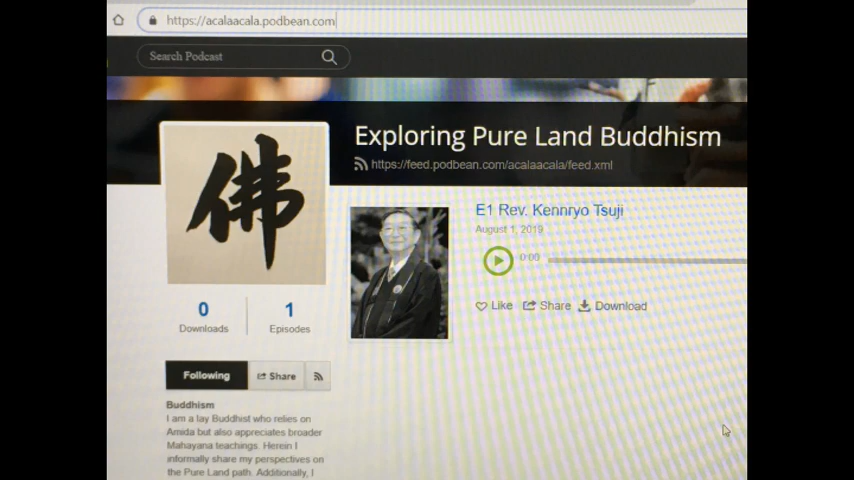 https://acalaacala.podbean.com
Search Podcast
Exploring Pure Land Buddhism
https://feed.podbean.com/acalaacala/feed.xml
佛
E1 Rev. Kennryo Tsuji
August 1, 2019
0:00
Like Share Download
0 1
Downloads Episodes
Following Share
Buddhism
I am a lay Buddhist who relies on
Amida but also appreciates broader
Mahayana teachings. Herein I
informally share my perspectives on
the Pure Land path. Additionally, I